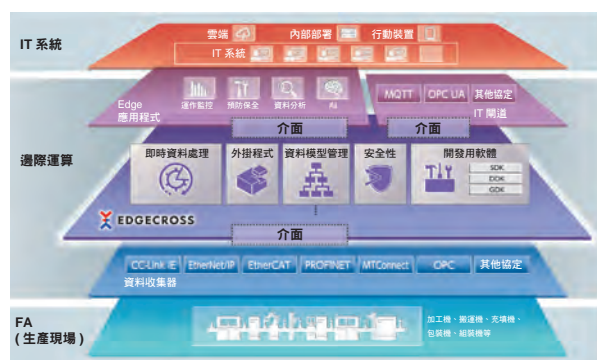 IT 系統
雲端
內部部署
行動裝置
IT 系統
邊際運算
Edge
應用程式
運作監控
預防保全
資料分析
AI
MQTT
OPC UA
其他協定
IT 閘道
介面
介面
即時資料處理
外掛程式
資料模型管理
安全性
開發用軟體
SDK
DDK
GDK
EDGECROSS
介面
CC-Link IE
EtherNet/IP
EtherCAT
PROFINET
MTConnect
OPC
其他協定
資料收集器
FA
(生產現場)
加工機、搬運機、充填機、
包裝機、組裝機等